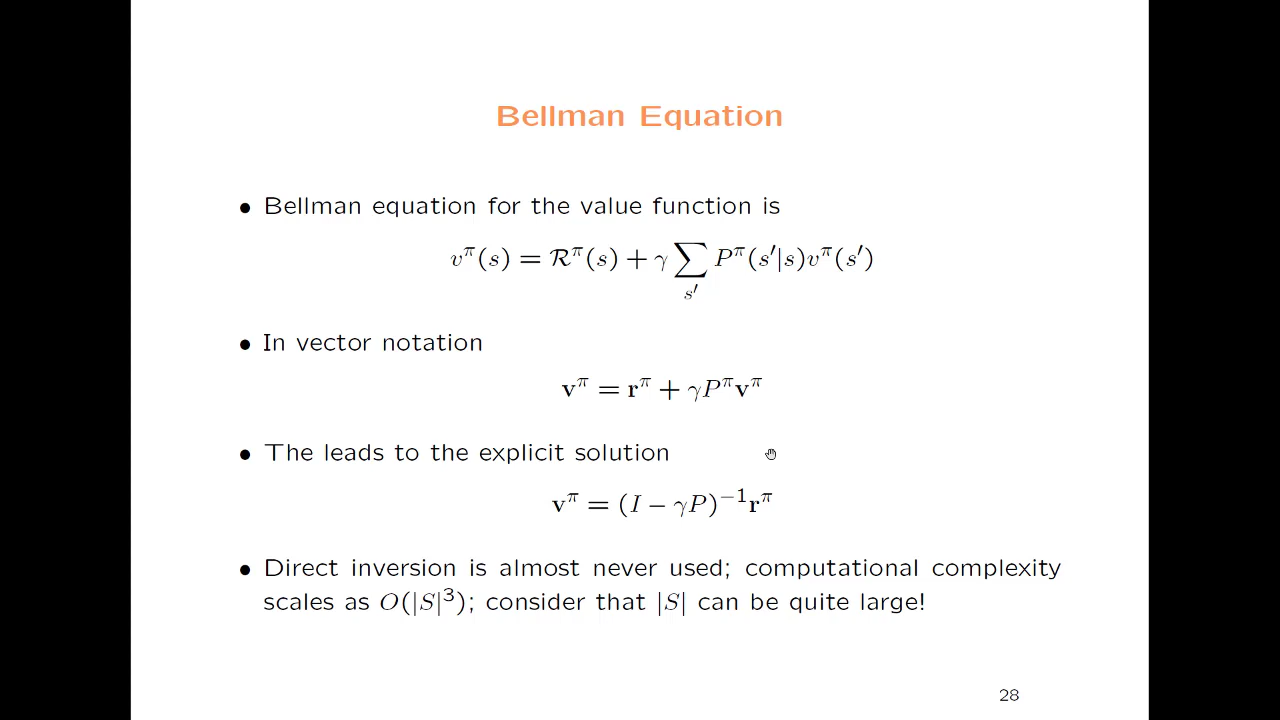 Bellman Equation
• Bellman equation for the value function is
v^π(s) = ℛ^π(s) + γ ∑_{s′} P^π(s′|s)v^π(s′)
• In vector notation
𝐯^π = 𝐫^π + γP^π𝐯^π
• The leads to the explicit solution
𝐯^π = (I − γP)^{−1}𝐫^π
• Direct inversion is almost never used; computational complexity
scales as O(|S|^3); consider that |S| can be quite large!
28